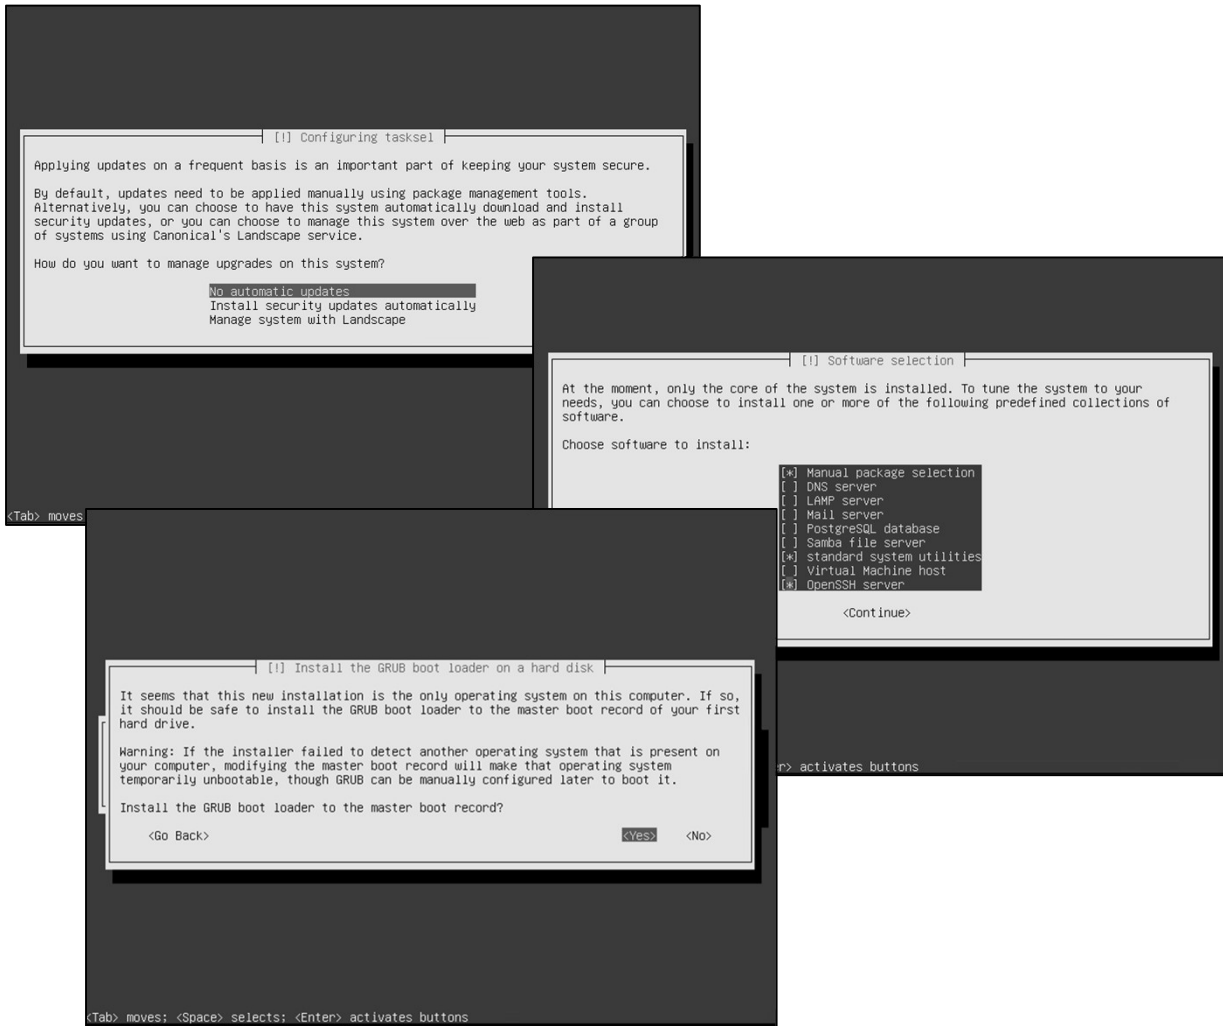 [!] Configuring tasksel
Applying updates on a frequent basis is an important part of keeping your system secure.
By default, updates need to be applied manually using package management tools.
Alternatively, you can choose to have this system automatically download and install
security updates, or you can choose to manage this system over the web as part of a group
of systems using Canonical's Landscape service.
How do you want to manage upgrades on this system?
No automatic updates
Install security updates automatically
Manage system with Landscape
<Tab> moves
[!] Software selection
At the moment, only the core of the system is installed. To tune the system to your
needs, you can choose to install one or more of the following predefined collections of
software.
Choose software to install:
[*] Manual package selection
[ ] DNS server
[ ] LAMP server
[ ] Mail server
[ ] PostgreSQL database
[ ] Samba file server
[*] standard system utilities
[ ] Virtual Machine host
[*] OpenSSH server
<Continue>
er> activates buttons
[!] Install the GRUB boot loader on a hard disk
It seems that this new installation is the only operating system on this computer. If so,
it should be safe to install the GRUB boot loader to the master boot record of your first
hard drive.
Warning: If the installer failed to detect another operating system that is present on
your computer, modifying the master boot record will make that operating system
temporarily unbootable, though GRUB can be manually configured later to boot it.
Install the GRUB boot loader to the master boot record?
<Go Back> <Yes> <No>
<Tab> moves; <Space> selects; <Enter> activates buttons